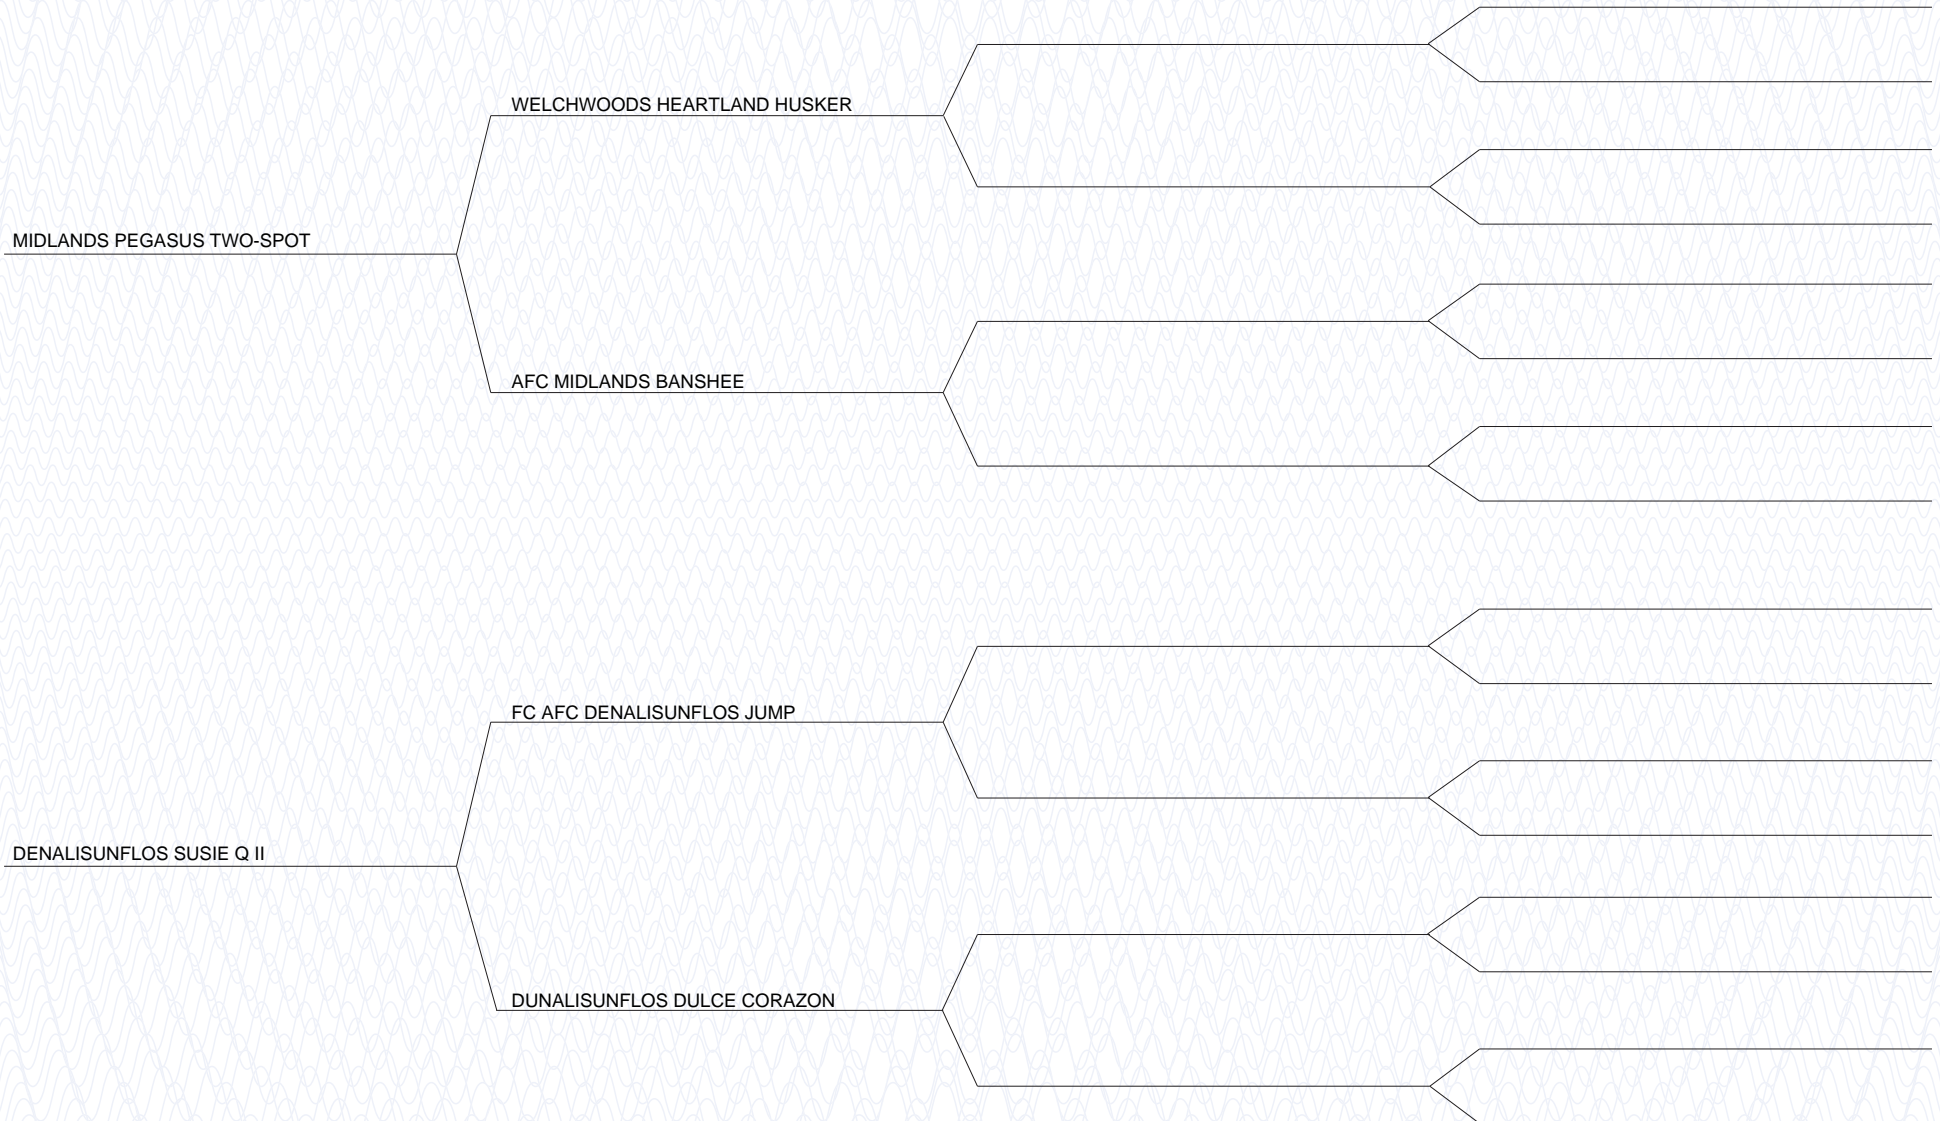 WELCHWOODS HEARTLAND HUSKER
MIDLANDS PEGASUS TWO-SPOT
AFC MIDLANDS BANSHEE
FC AFC DENALISUNFLOS JUMP
DENALISUNFLOS SUSIE Q II
DUNALISUNFLOS DULCE CORAZON